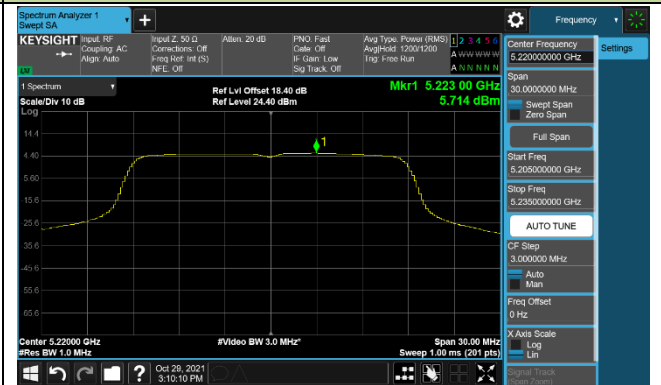 Spectrum Analyzer 1
Swept SA
+
Frequency
KEYSIGHT
Input: RF
Coupling: AC
Align: Auto
Input Z: 50 Ω
Corrections: Off
Freq Ref: Int (S)
NFE: Off
Atten: 20 dB
PNO: Fast
Gate: Off
IF Gain: Low
Sig Track: Off
Avg Type: Power (RMS)
Avg|Hold: 1200/1200
Trig: Free Run
1 2 3 4 5 6
A W W W W W
A N N N N N
LXI
1 Spectrum
Scale/Div 10 dB
Log
Ref Lvl Offset 18.40 dB
Ref Level 24.40 dBm
Mkr1 5.223 00 GHz
5.714 dBm
1
14.4
4.40
-5.60
-15.6
-25.6
-35.6
-45.6
-55.6
-65.6
Center 5.22000 GHz
#Res BW 1.0 MHz
#Video BW 3.0 MHz*
Span 30.00 MHz
Sweep 1.00 ms (201 pts)
Center Frequency
5.220000000 GHz
Span
30.0000000 MHz
Swept Span
Zero Span
Full Span
Start Freq
5.205000000 GHz
Stop Freq
5.235000000 GHz
AUTO TUNE
CF Step
3.000000 MHz
Auto
Man
Freq Offset
0 Hz
X Axis Scale
Log
Lin
Signal Track
(Span Zoom)
Settings
?
Oct 29, 2021
3:10:10 PM